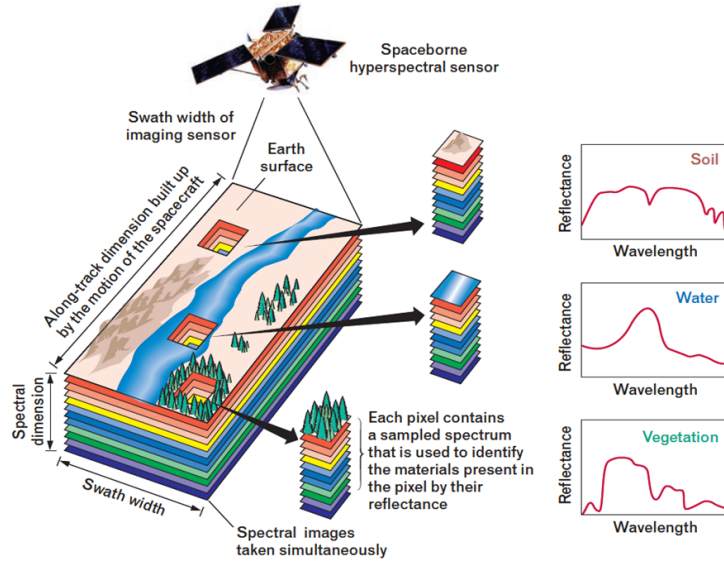 Spaceborne
hyperspectral sensor
Swath width of
imaging sensor
Earth
surface
Along-track dimension built up
by the motion of the spacecraft
Spectral
dimension
Swath width
Spectral images
taken simultaneously
Each pixel contains
a sampled spectrum
that is used to identify
the materials present in
the pixel by their
reflectance
Soil
Reflectance
Wavelength
Water
Reflectance
Wavelength
Vegetation
Reflectance
Wavelength